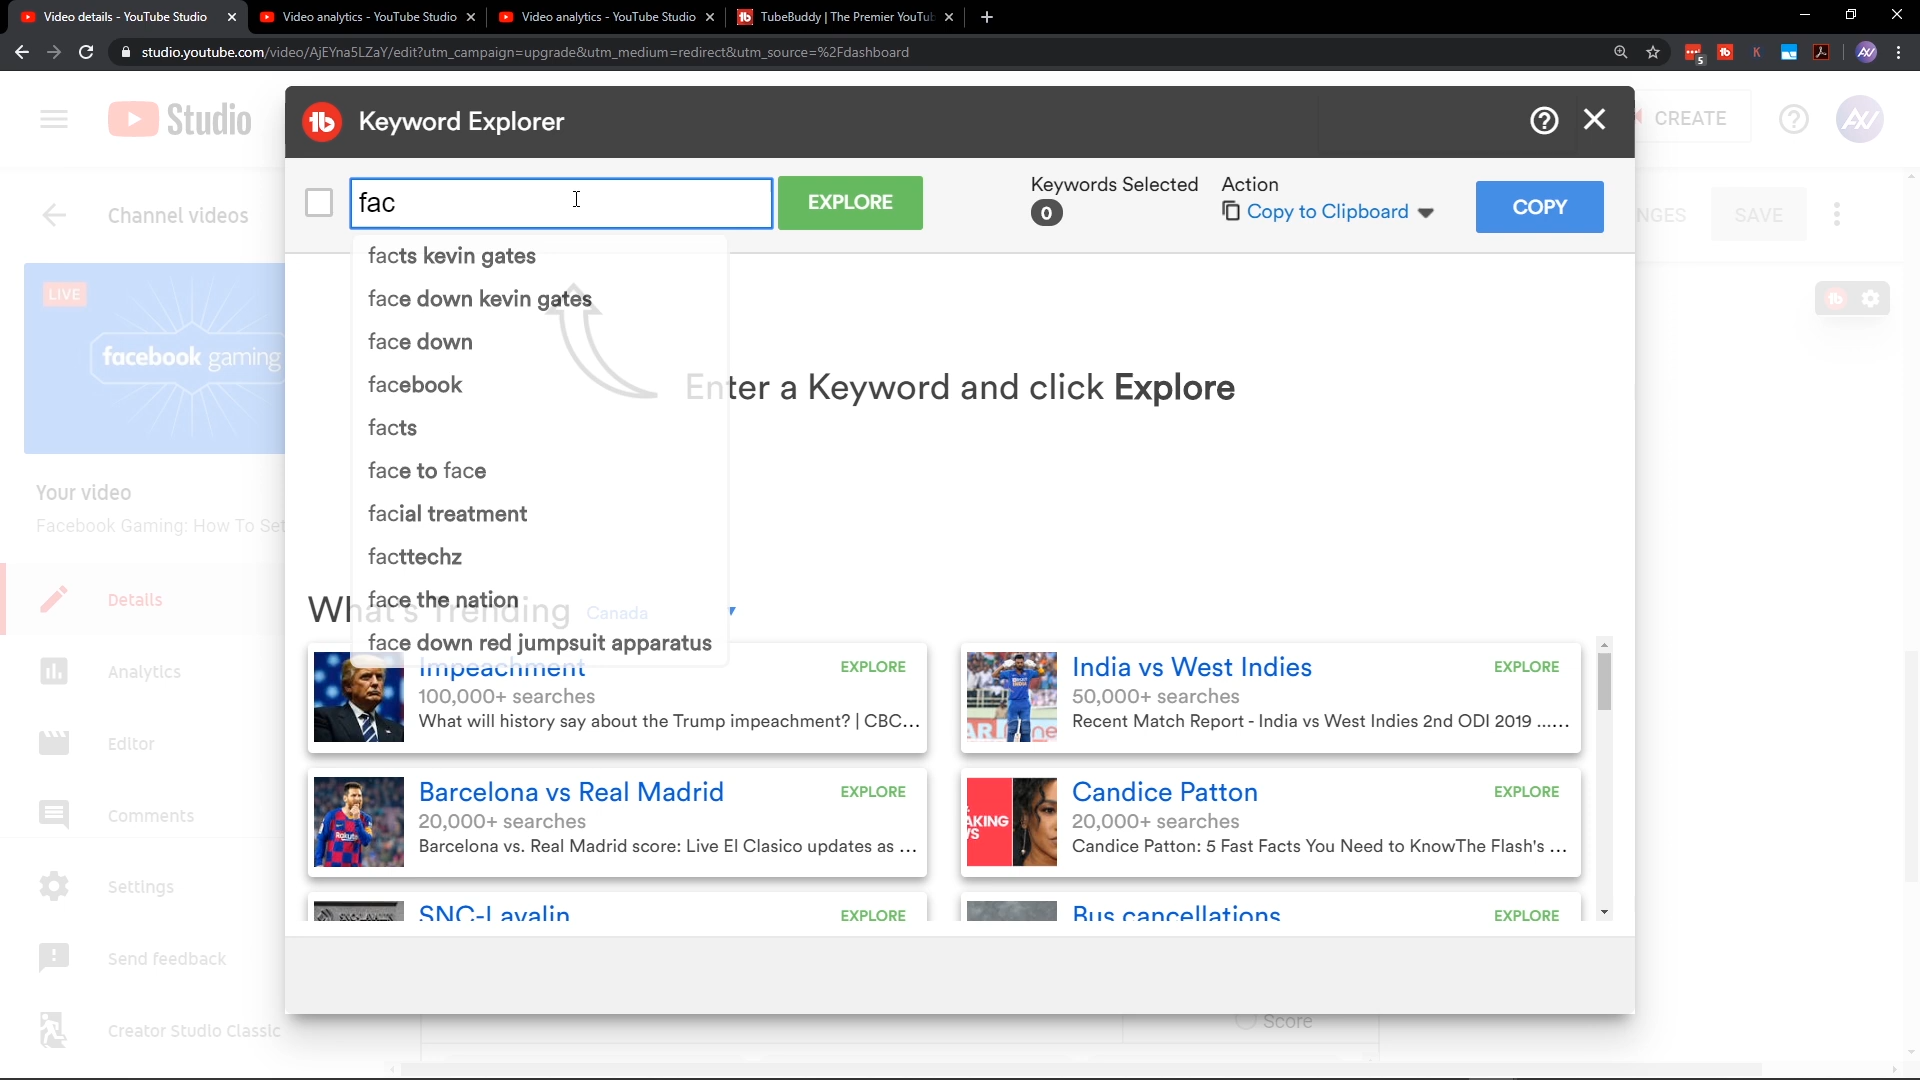 Video details - YouTube Studio
Video analytics - YouTube Studio
Video analytics - YouTube Studio
TubeBuddy | The Premier YouTub
studio.youtube.com/video/AjEYna5LZaY/edit?utm_campaign=upgrade&utm_medium=redirect&utm_source=%2Fdashboard
5
Studio
Keyword Explorer
CREATE
fac
EXPLORE
Keywords Selected
0
Action
Copy to Clipboard
COPY
Channel videos
NGES
SAVE
facts kevin gates
face down kevin gates
face down
facebook
facts
face to face
facial treatment
facttechz
face the nation
face down red jumpsuit apparatus
Enter a Keyword and click Explore
LIVE
facebook gaming
Your video
Facebook Gaming: How To Set
Details
Analytics
Editor
Comments
Settings
Send feedback
Creator Studio Classic
What's Trending
Canada
Impeachment
EXPLORE
100,000+ searches
What will history say about the Trump impeachment? | CBC...
India vs West Indies
EXPLORE
50,000+ searches
Recent Match Report - India vs West Indies 2nd ODI 2019 ......
Barcelona vs Real Madrid
EXPLORE
20,000+ searches
Barcelona vs. Real Madrid score: Live El Clasico updates as ...
Candice Patton
EXPLORE
20,000+ searches
Candice Patton: 5 Fast Facts You Need to KnowThe Flash's ...
SNC-Lavalin
EXPLORE
Bus cancellations
EXPLORE
Score